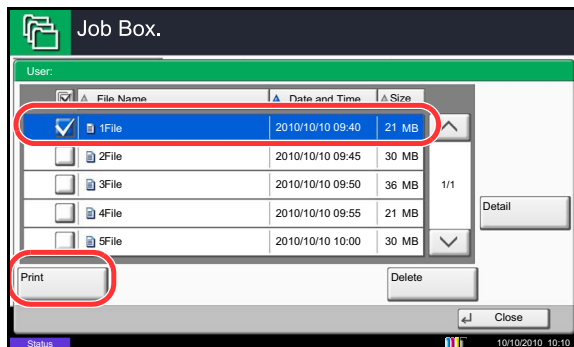 Job Box.
User:
File Name Date and Time Size
1File 2010/10/10 09:40 21 MB
2File 2010/10/10 09:45 30 MB
3File 2010/10/10 09:50 36 MB 1/1
4File 2010/10/10 09:55 21 MB Detail
5File 2010/10/10 10:00 30 MB
Print Delete
Close
Status 10/10/2010 10:10